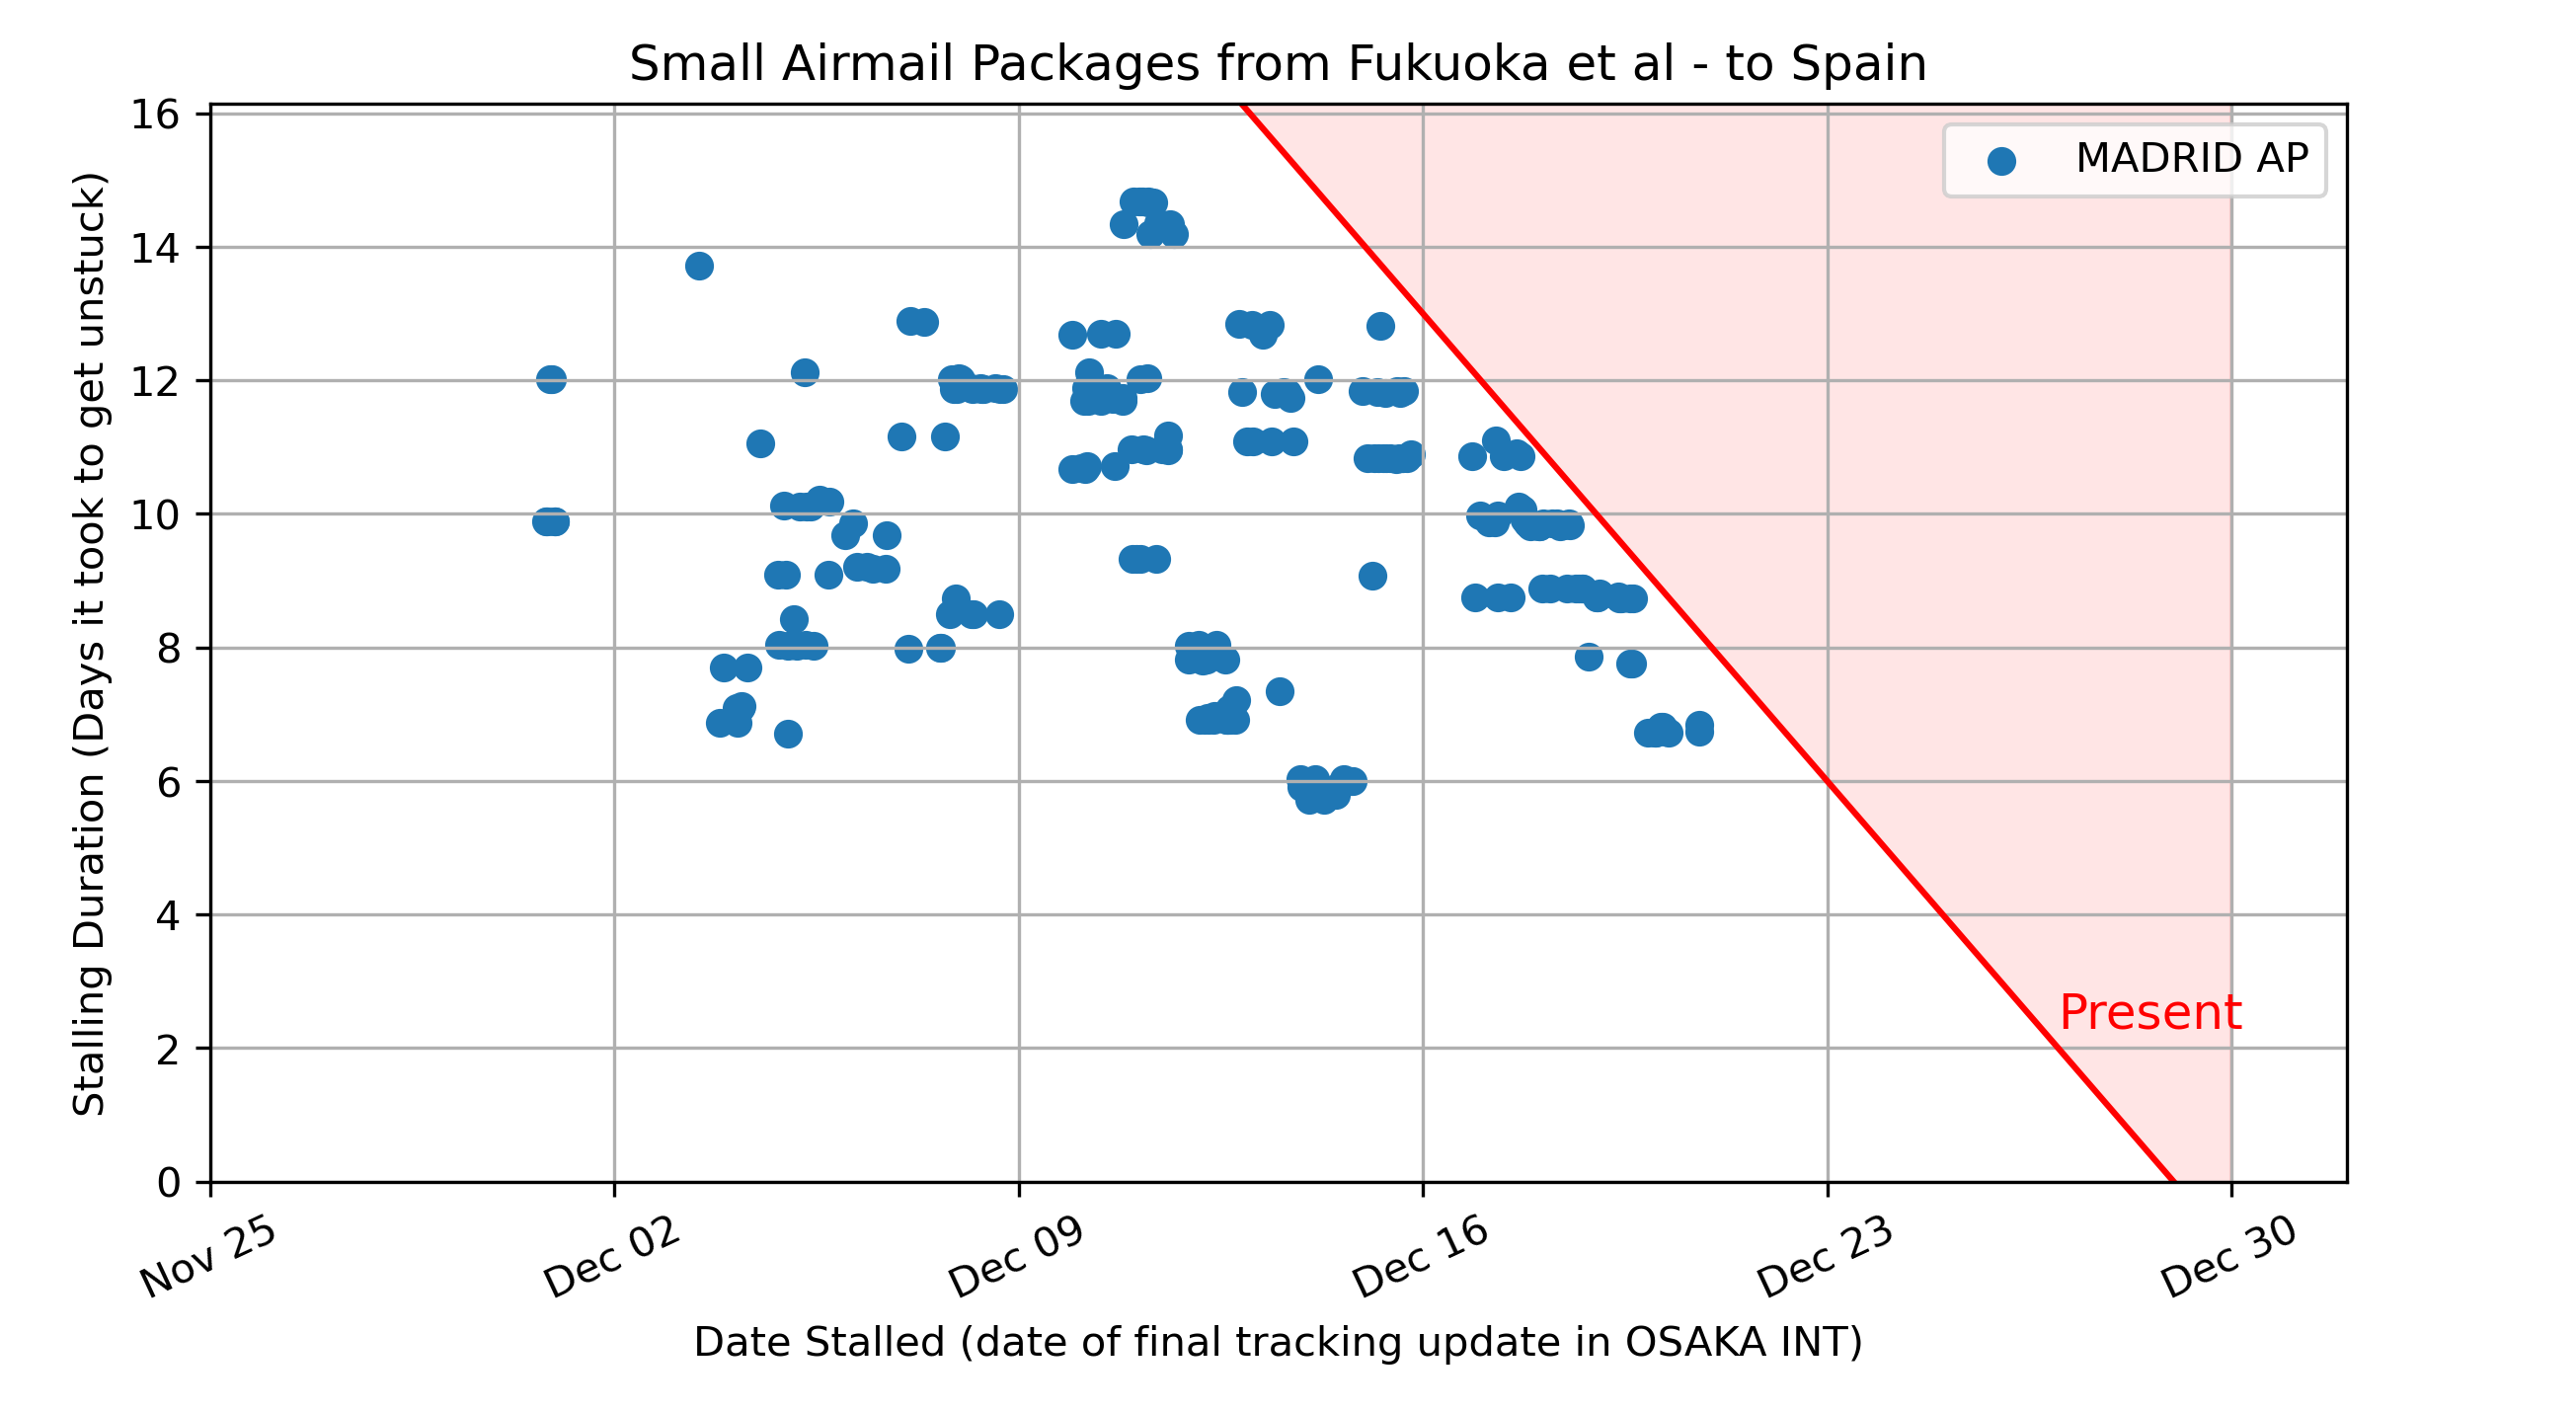 Small Airmail Packages from Fukuoka et al - to Spain
MADRID AP
Stalling Duration (Days it took to get unstuck)
16
14
12
10
8
6
4
2
0
Present
Nov 25
Dec 02
Dec 09
Dec 16
Dec 23
Dec 30
Date Stalled (date of final tracking update in OSAKA INT)